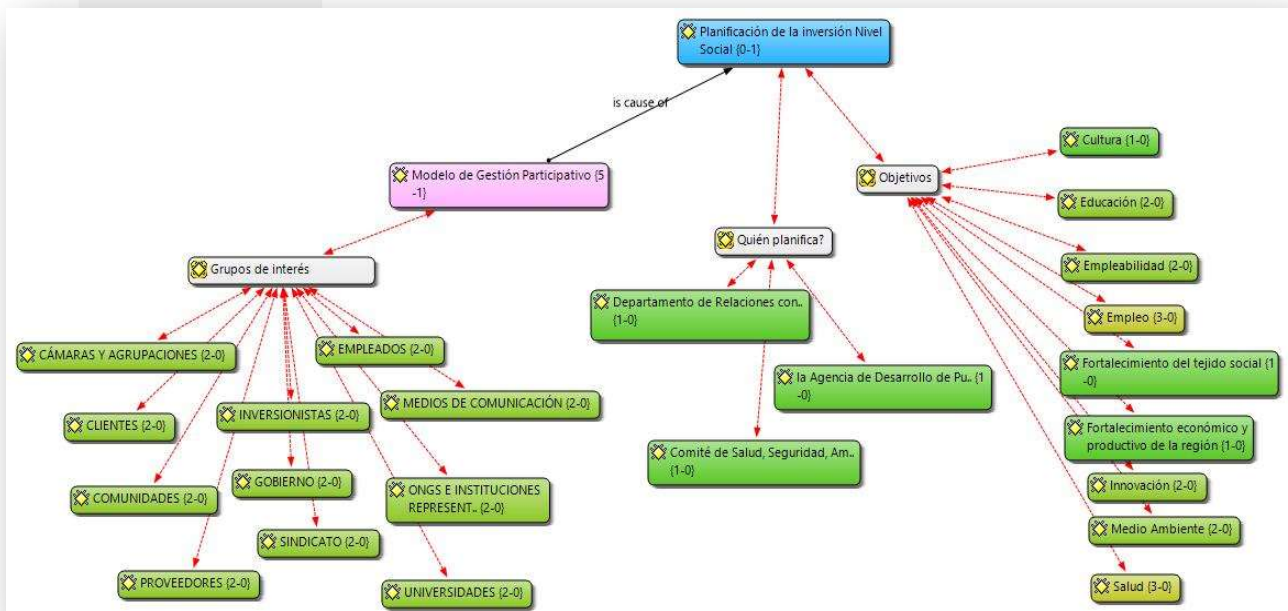 Planificación de la inversión Nivel
Social {0-1}
is cause of
Modelo de Gestión Participativo {5
-1}
Grupos de interés
CÁMARAS Y AGRUPACIONES {2-0}
EMPLEADOS {2-0}
CLIENTES {2-0}
INVERSIONISTAS {2-0}
MEDIOS DE COMUNICACIÓN {2-0}
COMUNIDADES {2-0}
GOBIERNO {2-0}
ONGS E INSTITUCIONES
REPRESENT.. {2-0}
SINDICATO {2-0}
PROVEEDORES {2-0}
UNIVERSIDADES {2-0}
Quién planifica?
Departamento de Relaciones con..
{1-0}
la Agencia de Desarrollo de Pu.. {1
-0}
Comité de Salud, Seguridad, Am..
{1-0}
Objetivos
Cultura {1-0}
Educación {2-0}
Empleabilidad {2-0}
Empleo {3-0}
Fortalecimiento del tejido social {1
-0}
Fortalecimiento económico y
productivo de la región {1-0}
Innovación {2-0}
Medio Ambiente {2-0}
Salud {3-0}